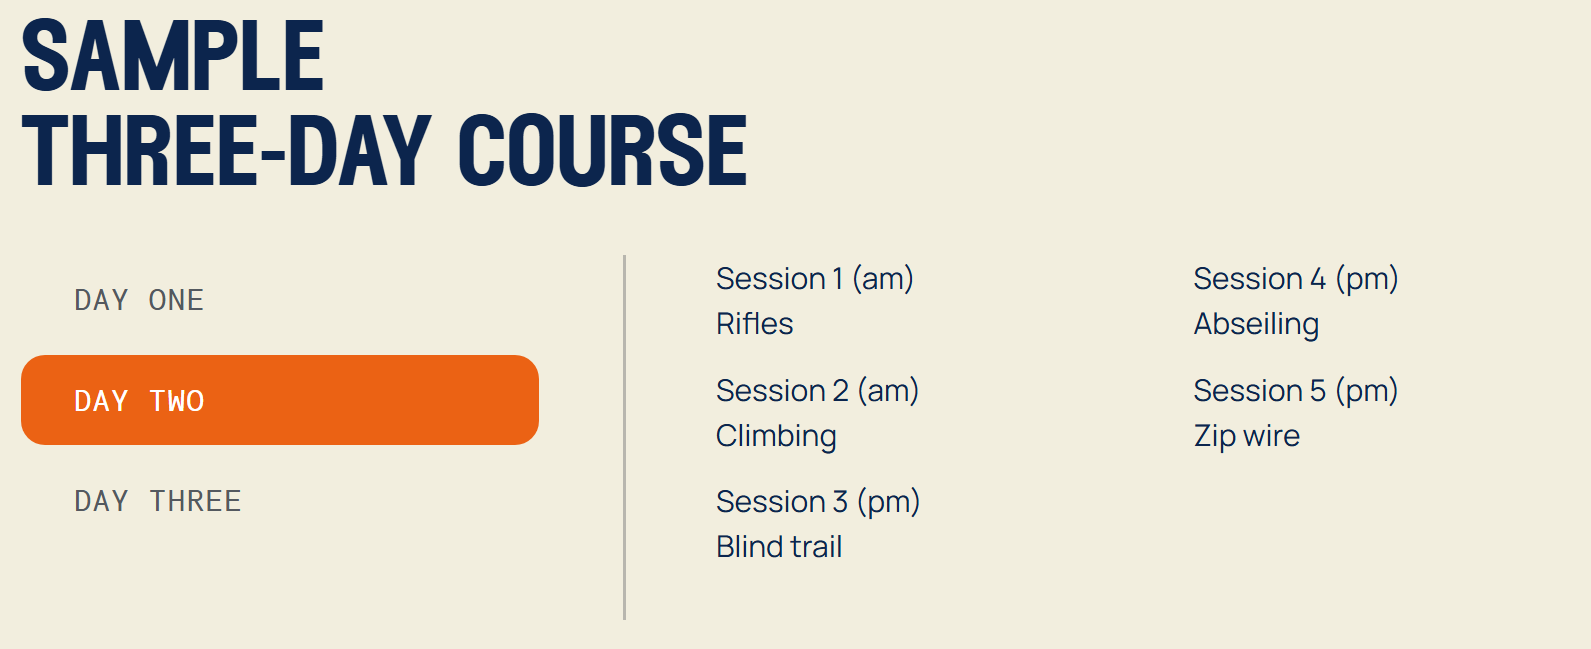 SAMPLE
THREE-DAY COURSE
DAY ONE
DAY TWO
DAY THREE
Session 1 (am)
Rifles
Session 2 (am)
Climbing
Session 3 (pm)
Blind trail
Session 4 (pm)
Abseiling
Session 5 (pm)
Zip wire